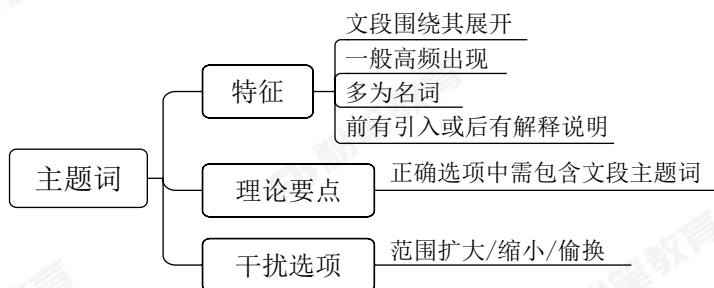 文段围绕其展开
一般高频出现
特征
多为名词
前有引入或后有解释说明
主题词
正确选项中需包含文段主题词
理论要点
范围扩大/缩小/偷换
干扰选项